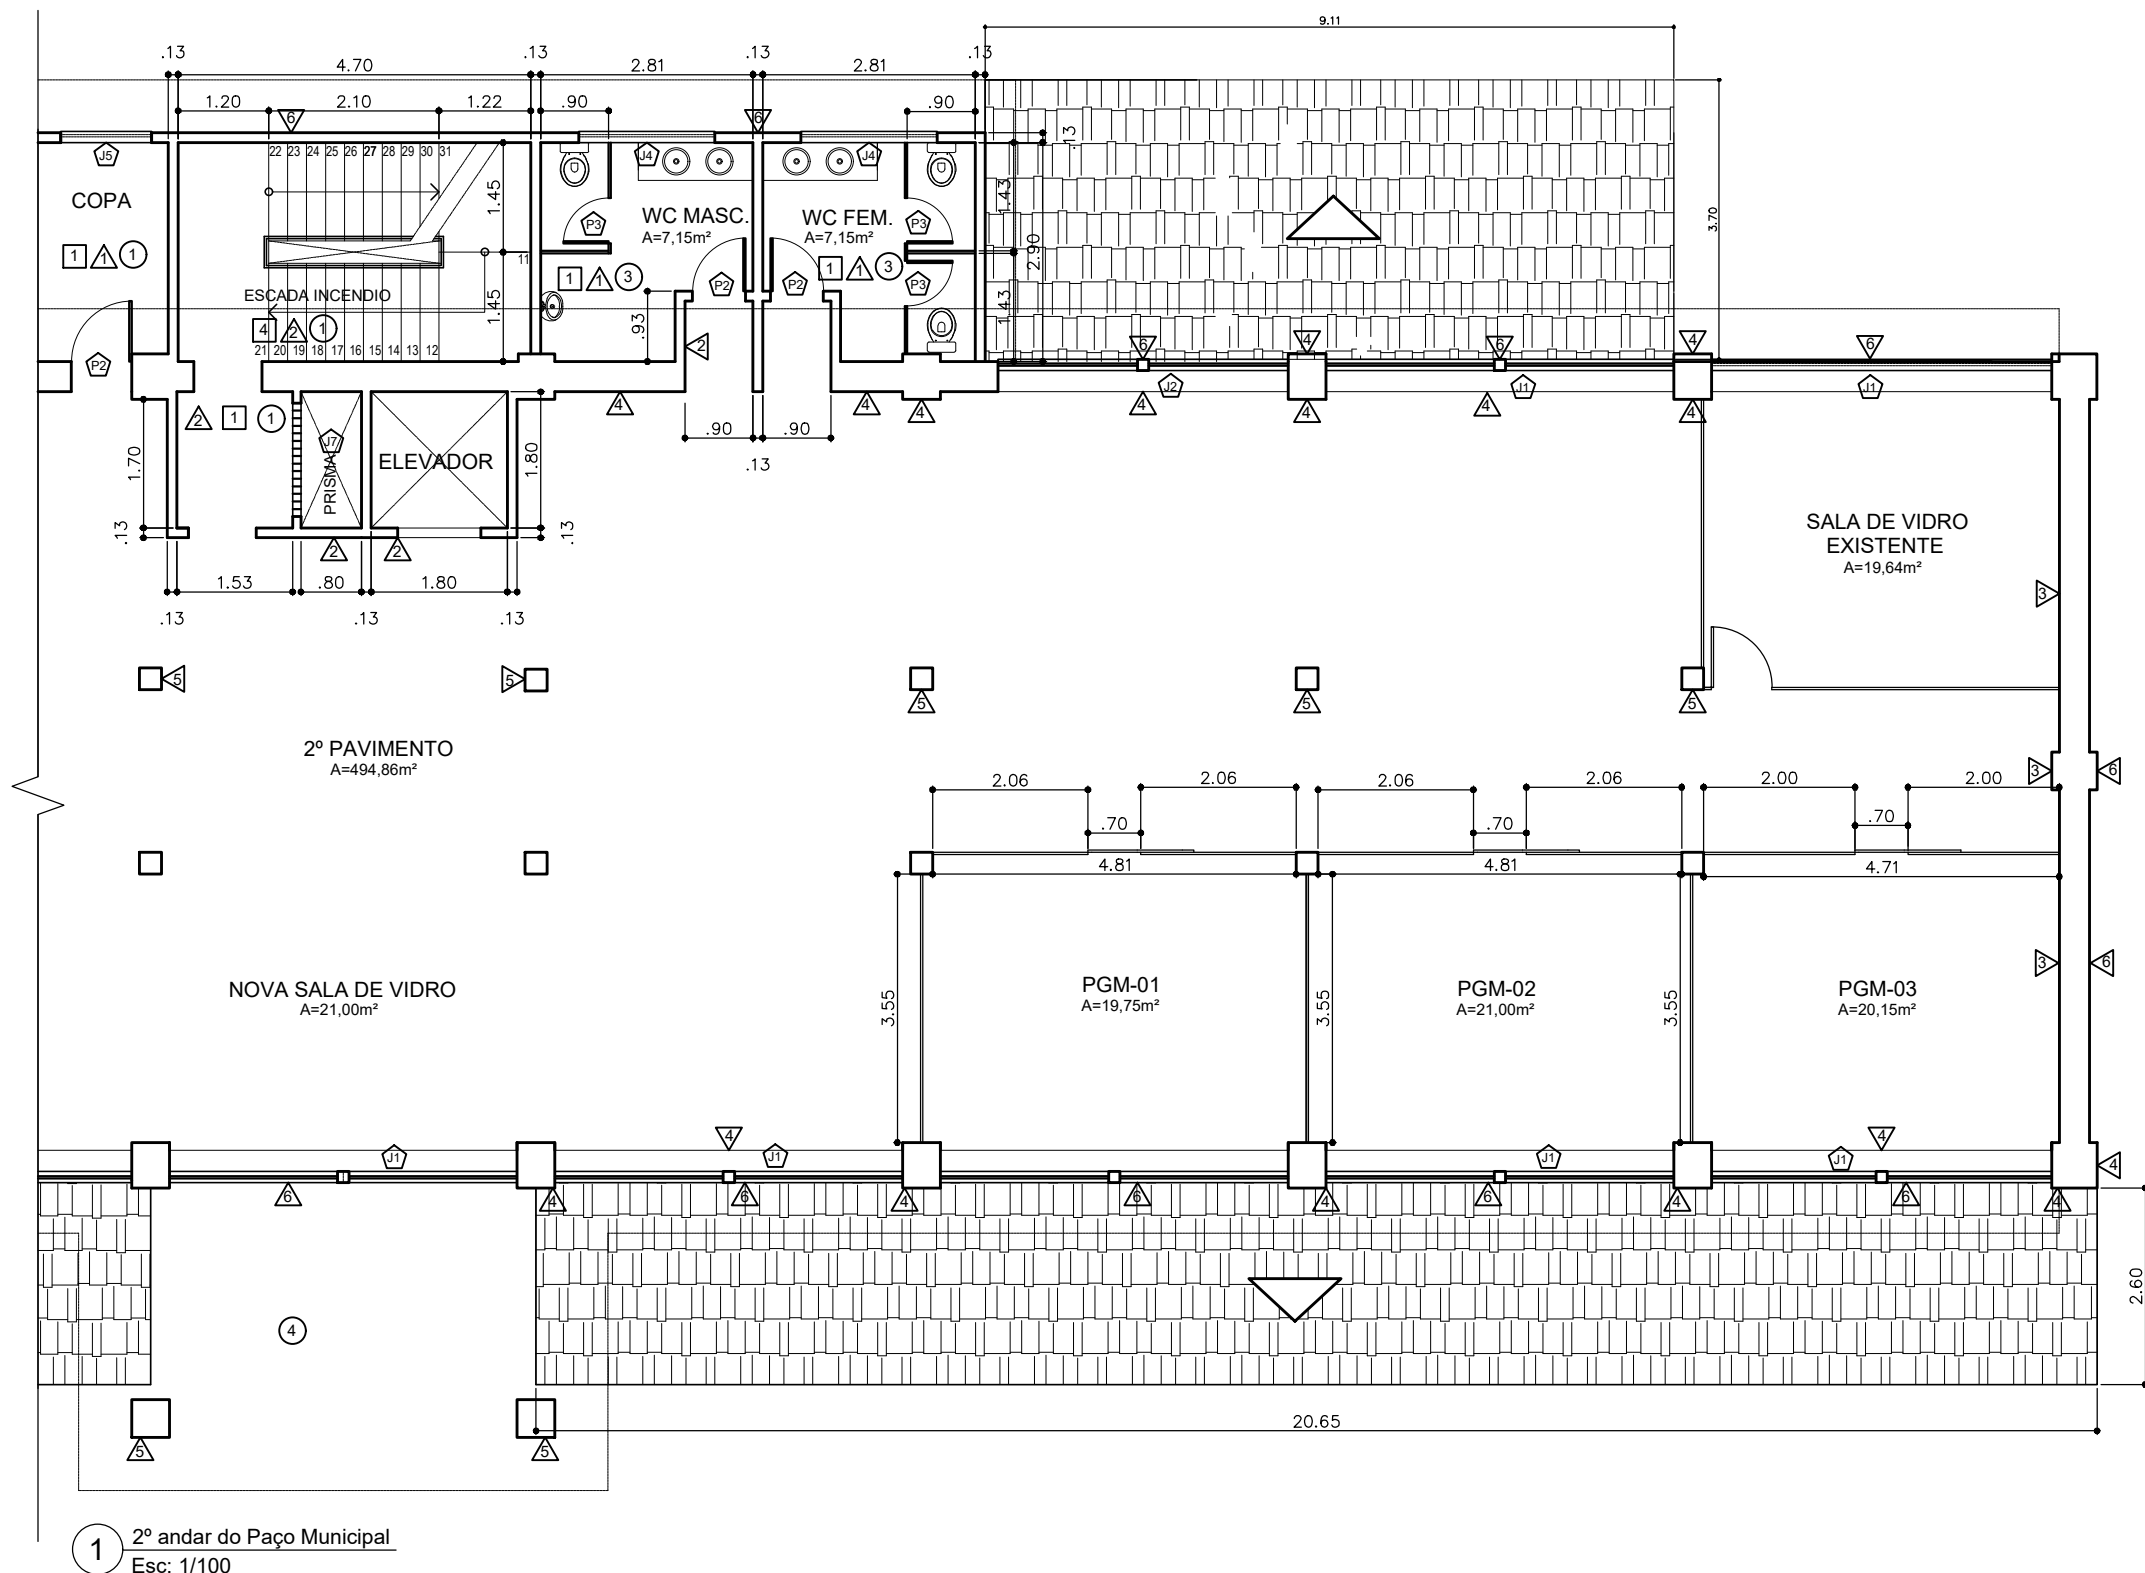 9.11
.13
4.70
.13
2.81
.13
2.81
.13
1.20
2.10
1.22
.90
.90
6
6
.13
J5
22 23 24 25 26 27 28 29 30 31
J4
J4
COPA
1.45
1.43
3.70
WC MASC.
A=7,15m²
WC FEM.
A=7,15m²
P3
P3
2.90
1 1 1
11
1 1 3
1 1 3
P2
P2
P3
ESCADA INCENDIO
4 2 1
1.45
.93
1.43
21 20 19 18 17 16 15 14 13 12
2
6
4
6
4
6
P2
J2
J1
J1
2 1 1
4
4
4
4
4
4
4
.90
.90
.13
J7
PRISMA
ELEVADOR
1.70
1.80
.13
.13
2
2
SALA DE VIDRO
EXISTENTE
A=19,64m²
3
1.53
.80
1.80
.13
.13
.13
5
5
5
5
5
2º PAVIMENTO
A=494,86m²
3
6
2.06
2.06
2.06
2.06
2.00
2.00
.70
.70
.70
4.81
4.81
4.71
NOVA SALA DE VIDRO
A=21,00m²
3.55
PGM-01
A=19,75m²
3.55
PGM-02
A=21,00m²
3.55
PGM-03
A=20,15m²
3
6
4
4
J1
J1
J1
J1
4
6
4
6
4
6
4
6
4
6
4
2.60
4
20.65
5
5
1
2º andar do Paço Municipal
Esc: 1/100